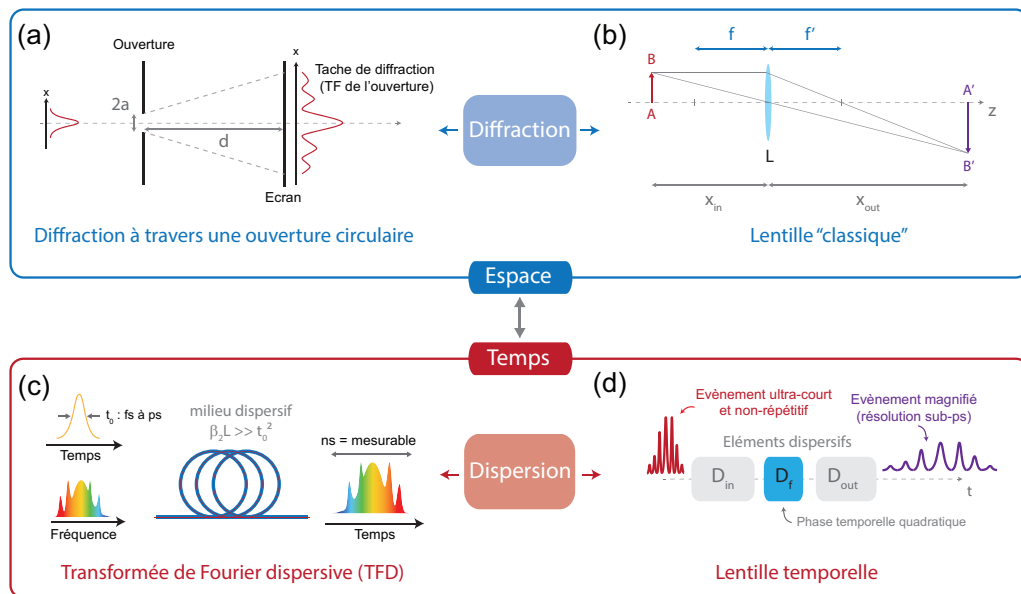 (a)
Ouverture
x
2a
d
x
Tache de diffraction
(TF de l'ouverture)
Ecran
Diffraction à travers une ouverture circulaire
Diffraction
(b)
f
f'
B
A
L
A'
B'
z
x_in
x_out
Lentille "classique"
Espace
Temps
(c)
t_0 : fs à ps
Temps
Fréquence
milieu dispersif
β_2L >> t_0^2
ns = mesurable
Temps
Transformée de Fourier dispersive (TFD)
Dispersion
(d)
Evènement ultra-court
et non-répétitif
Evènement magnifié
(résolution sub-ps)
Eléments dispersifs
D_in
D_f
D_out
t
Phase temporelle quadratique
Lentille temporelle